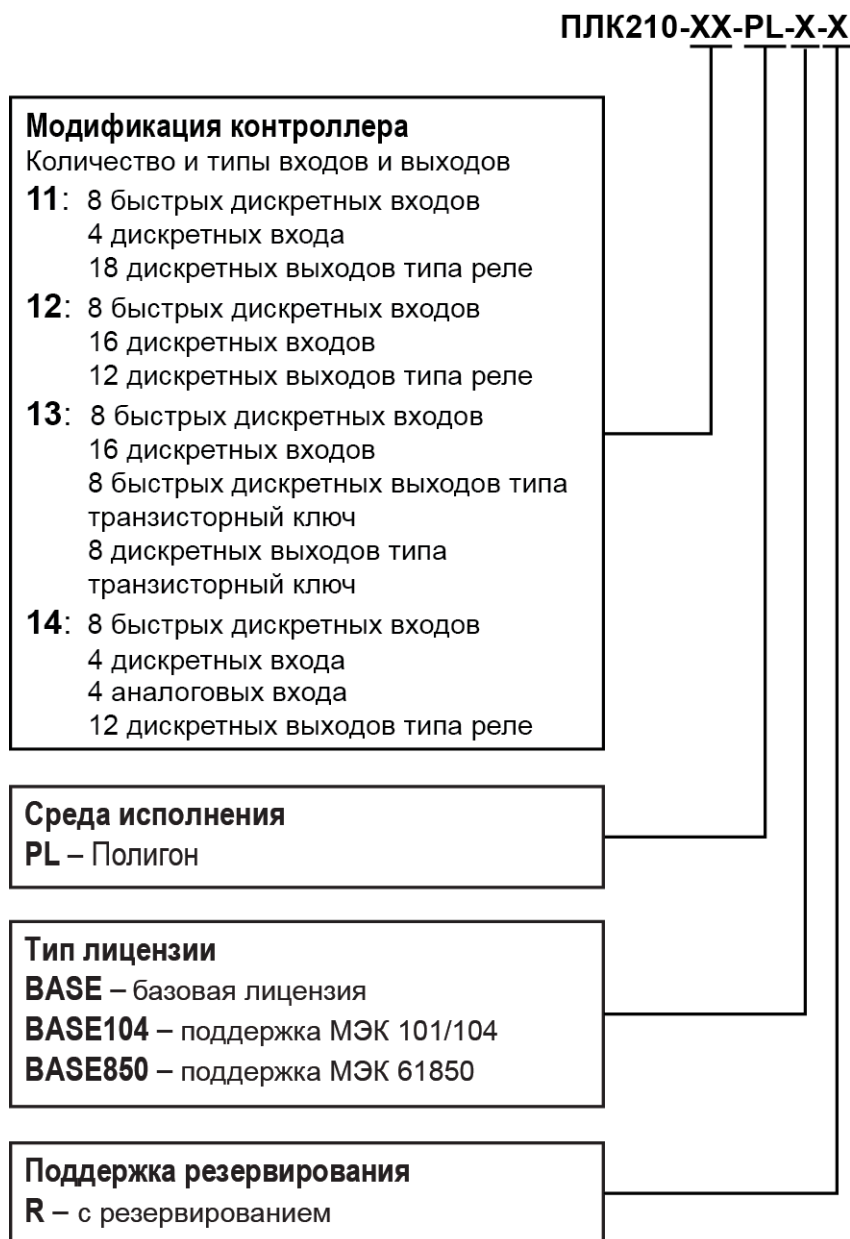 ПЛК210-XX-PL-X-X
Модификация контроллера
Количество и типы входов и выходов
11: 8 быстрых дискретных входов
4 дискретных входа
18 дискретных выходов типа реле
12: 8 быстрых дискретных входов
16 дискретных входов
12 дискретных выходов типа реле
13: 8 быстрых дискретных входов
16 дискретных входов
8 быстрых дискретных выходов типа
транзисторный ключ
8 дискретных выходов типа
транзисторный ключ
14: 8 быстрых дискретных входов
4 дискретных входа
4 аналоговых входа
12 дискретных выходов типа реле
Среда исполнения
PL – Полигон
Тип лицензии
BASE – базовая лицензия
BASE104 – поддержка МЭК 101/104
BASE850 – поддержка МЭК 61850
Поддержка резервирования
R – с резервированием